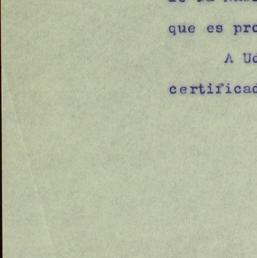 que es pro
A Ud
certificad